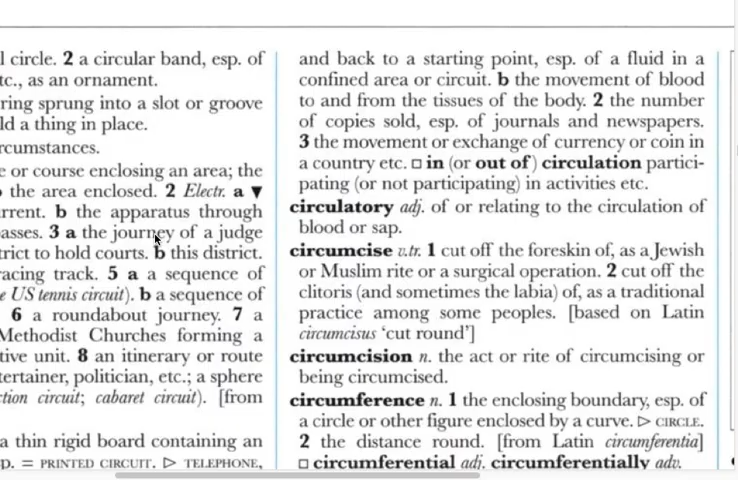 l circle. 2 a circular band, esp. of
tc., as an ornament.
ring sprung into a slot or groove
ld a thing in place.
rcumstances.
e or course enclosing an area; the
the area enclosed. 2 Electr. a ▼
rrent. b the apparatus through
asses. 3 a the journey of a judge
trict to hold courts. b this district.
racing track. 5 a a sequence of
e US tennis circuit). b a sequence of
6 a roundabout journey. 7 a
Methodist Churches forming a
tive unit. 8 an itinerary or route
tertainer, politician, etc.; a sphere
ction circuit; cabaret circuit). [from
a thin rigid board containing an
p. = PRINTED CIRCUIT. ▷ TELEPHONE,
and back to a starting point, esp. of a fluid in a
confined area or circuit. b the movement of blood
to and from the tissues of the body. 2 the number
of copies sold, esp. of journals and newspapers.
3 the movement or exchange of currency or coin in
a country etc. □ in (or out of) circulation partici-
pating (or not participating) in activities etc.
circulatory adj. of or relating to the circulation of
blood or sap.
circumcise v.tr. 1 cut off the foreskin of, as a Jewish
or Muslim rite or a surgical operation. 2 cut off the
clitoris (and sometimes the labia) of, as a traditional
practice among some peoples. [based on Latin
circumcisus ‘cut round’]
circumcision n. the act or rite of circumcising or
being circumcised.
circumference n. 1 the enclosing boundary, esp. of
a circle or other figure enclosed by a curve. ▷ CIRCLE.
2 the distance round. [from Latin circumferentia]
□ circumferential adj. circumferentially adv.